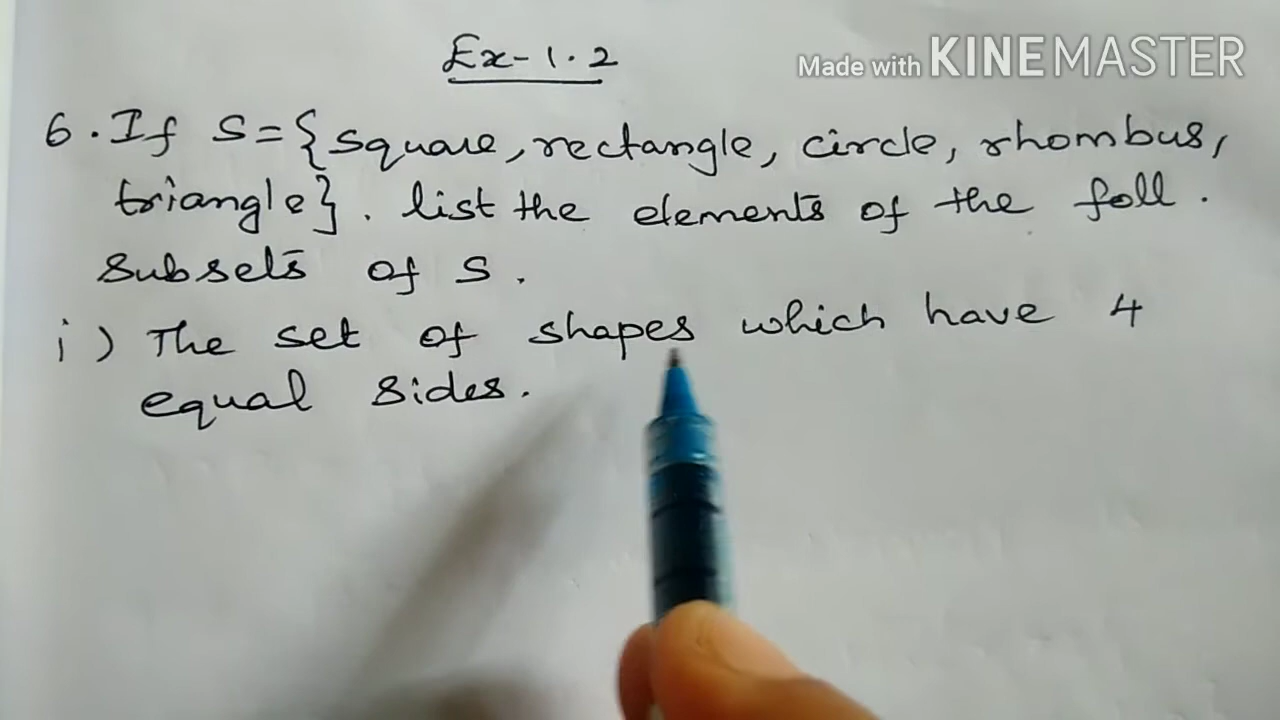 Ex-1.2
Made with KINEMASTER
6. If S={square, rectangle, circle, rhombus,
triangle}. list the elements of the foll.
subsets of S.
i) The set of shapes which have 4
equal sides.